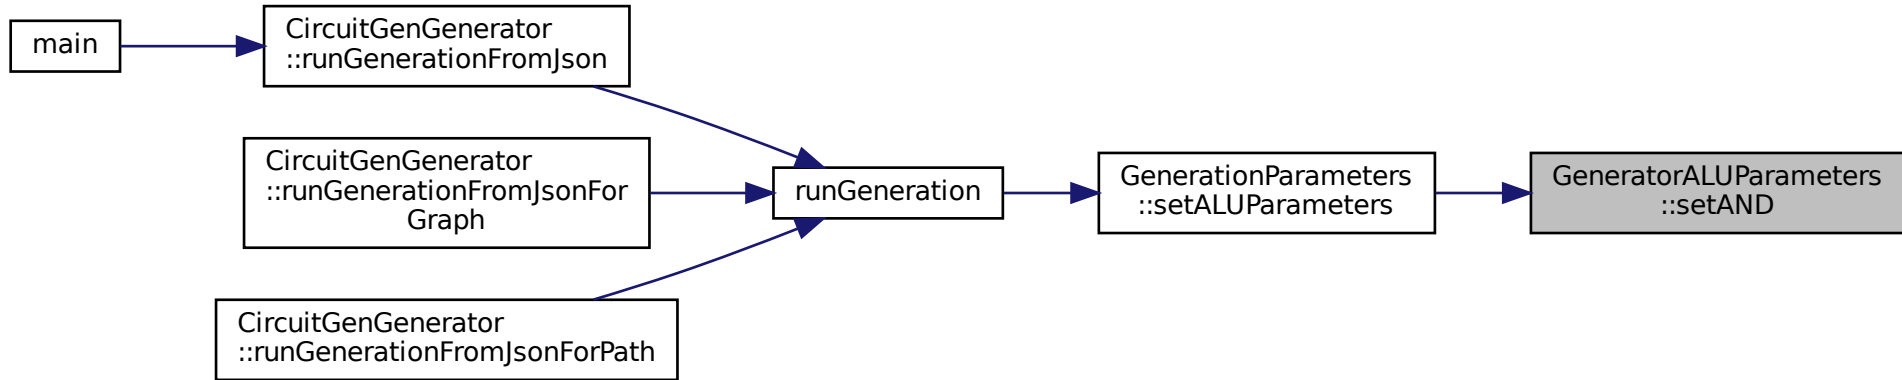 main
CircuitGenGenerator
::runGenerationFromJson
CircuitGenGenerator
::runGenerationFromJsonFor
Graph
CircuitGenGenerator
::runGenerationFromJsonForPath
runGeneration
GenerationParameters
::setALUParameters
GeneratorALUParameters
::setAND